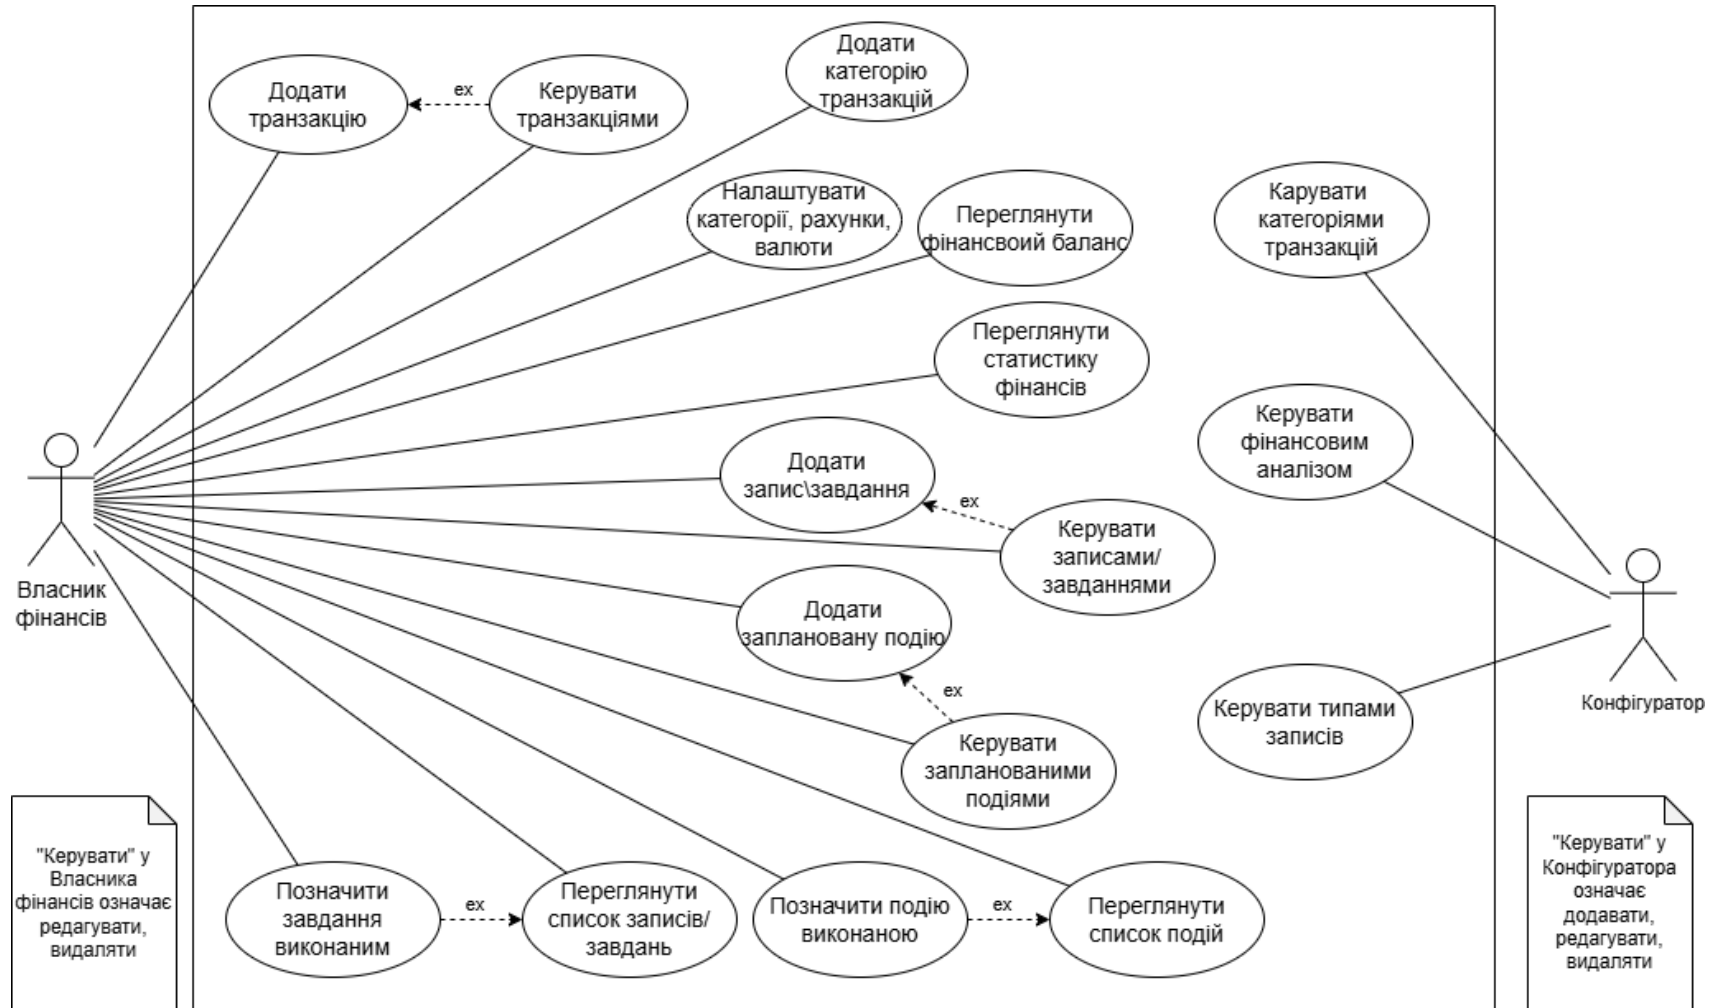 Додати
транзакцію
ex
Керувати
транзакціями
Додати
категорію
транзакцій
Налаштувати
категорії, рахунки,
валюти
Переглянути
фінансвоий баланс
Карувати
категоріями
транзакцій
Переглянути
статистику
фінансів
Керувати
фінансовим
аналізом
Додати
запис\завдання
ex
Керувати
записами/
завданнями
Власник
фінансів
Додати
заплановану подію
ex
Керувати
запланованими
подіями
Керувати типами
записів
Конфігуратор
"Керувати" у
Власника
фінансів означає
редагувати,
видаляти
Позначити
завдання
виконаним
ex
Переглянути
список записів/
завдань
Позначити подію
виконаною
ex
Переглянути
список подій
"Керувати" у
Конфігуратора
означає
додавати,
редагувати,
видаляти